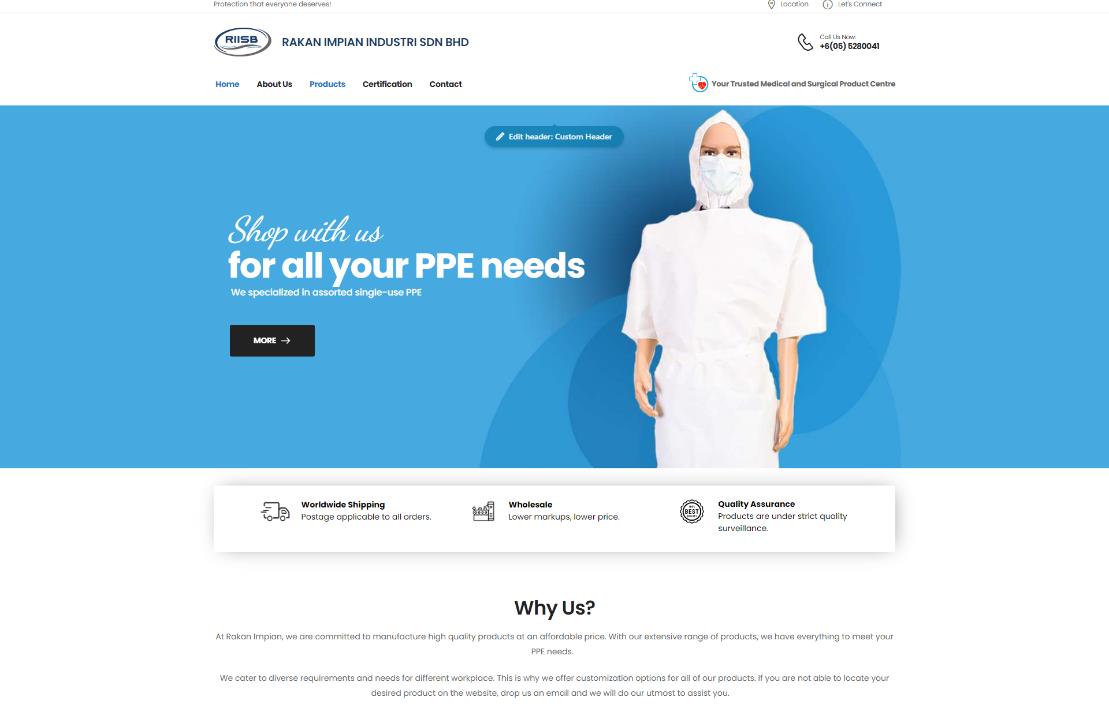 Protection that everyone deserves!
Location
Let's Connect
RIISB
RAKAN IMPIAN INDUSTRI SDN BHD
Call Us Now:
+6(05) 5280041
Home
About Us
Products
Certification
Contact
Your Trusted Medical and Surgical Product Centre
Edit header: Custom Header
Shop with us
for all your PPE needs
We specialized in assorted single-use PPE
MORE
Worldwide Shipping
Postage applicable to all orders.
Wholesale
Lower markups, lower price.
BEST
Quality Assurance
Products are under strict quality
surveillance.
Why Us?
At Rakan Impian, we are committed to manufacture high quality products at an affordable price. With our extensive range of products, we have everything to meet your
PPE needs.
We cater to diverse requirements and needs for different workplace. This is why we offer customization options for all of our products. If you are not able to locate your
desired product on the website, drop us an email and we will do our utmost to assist you.